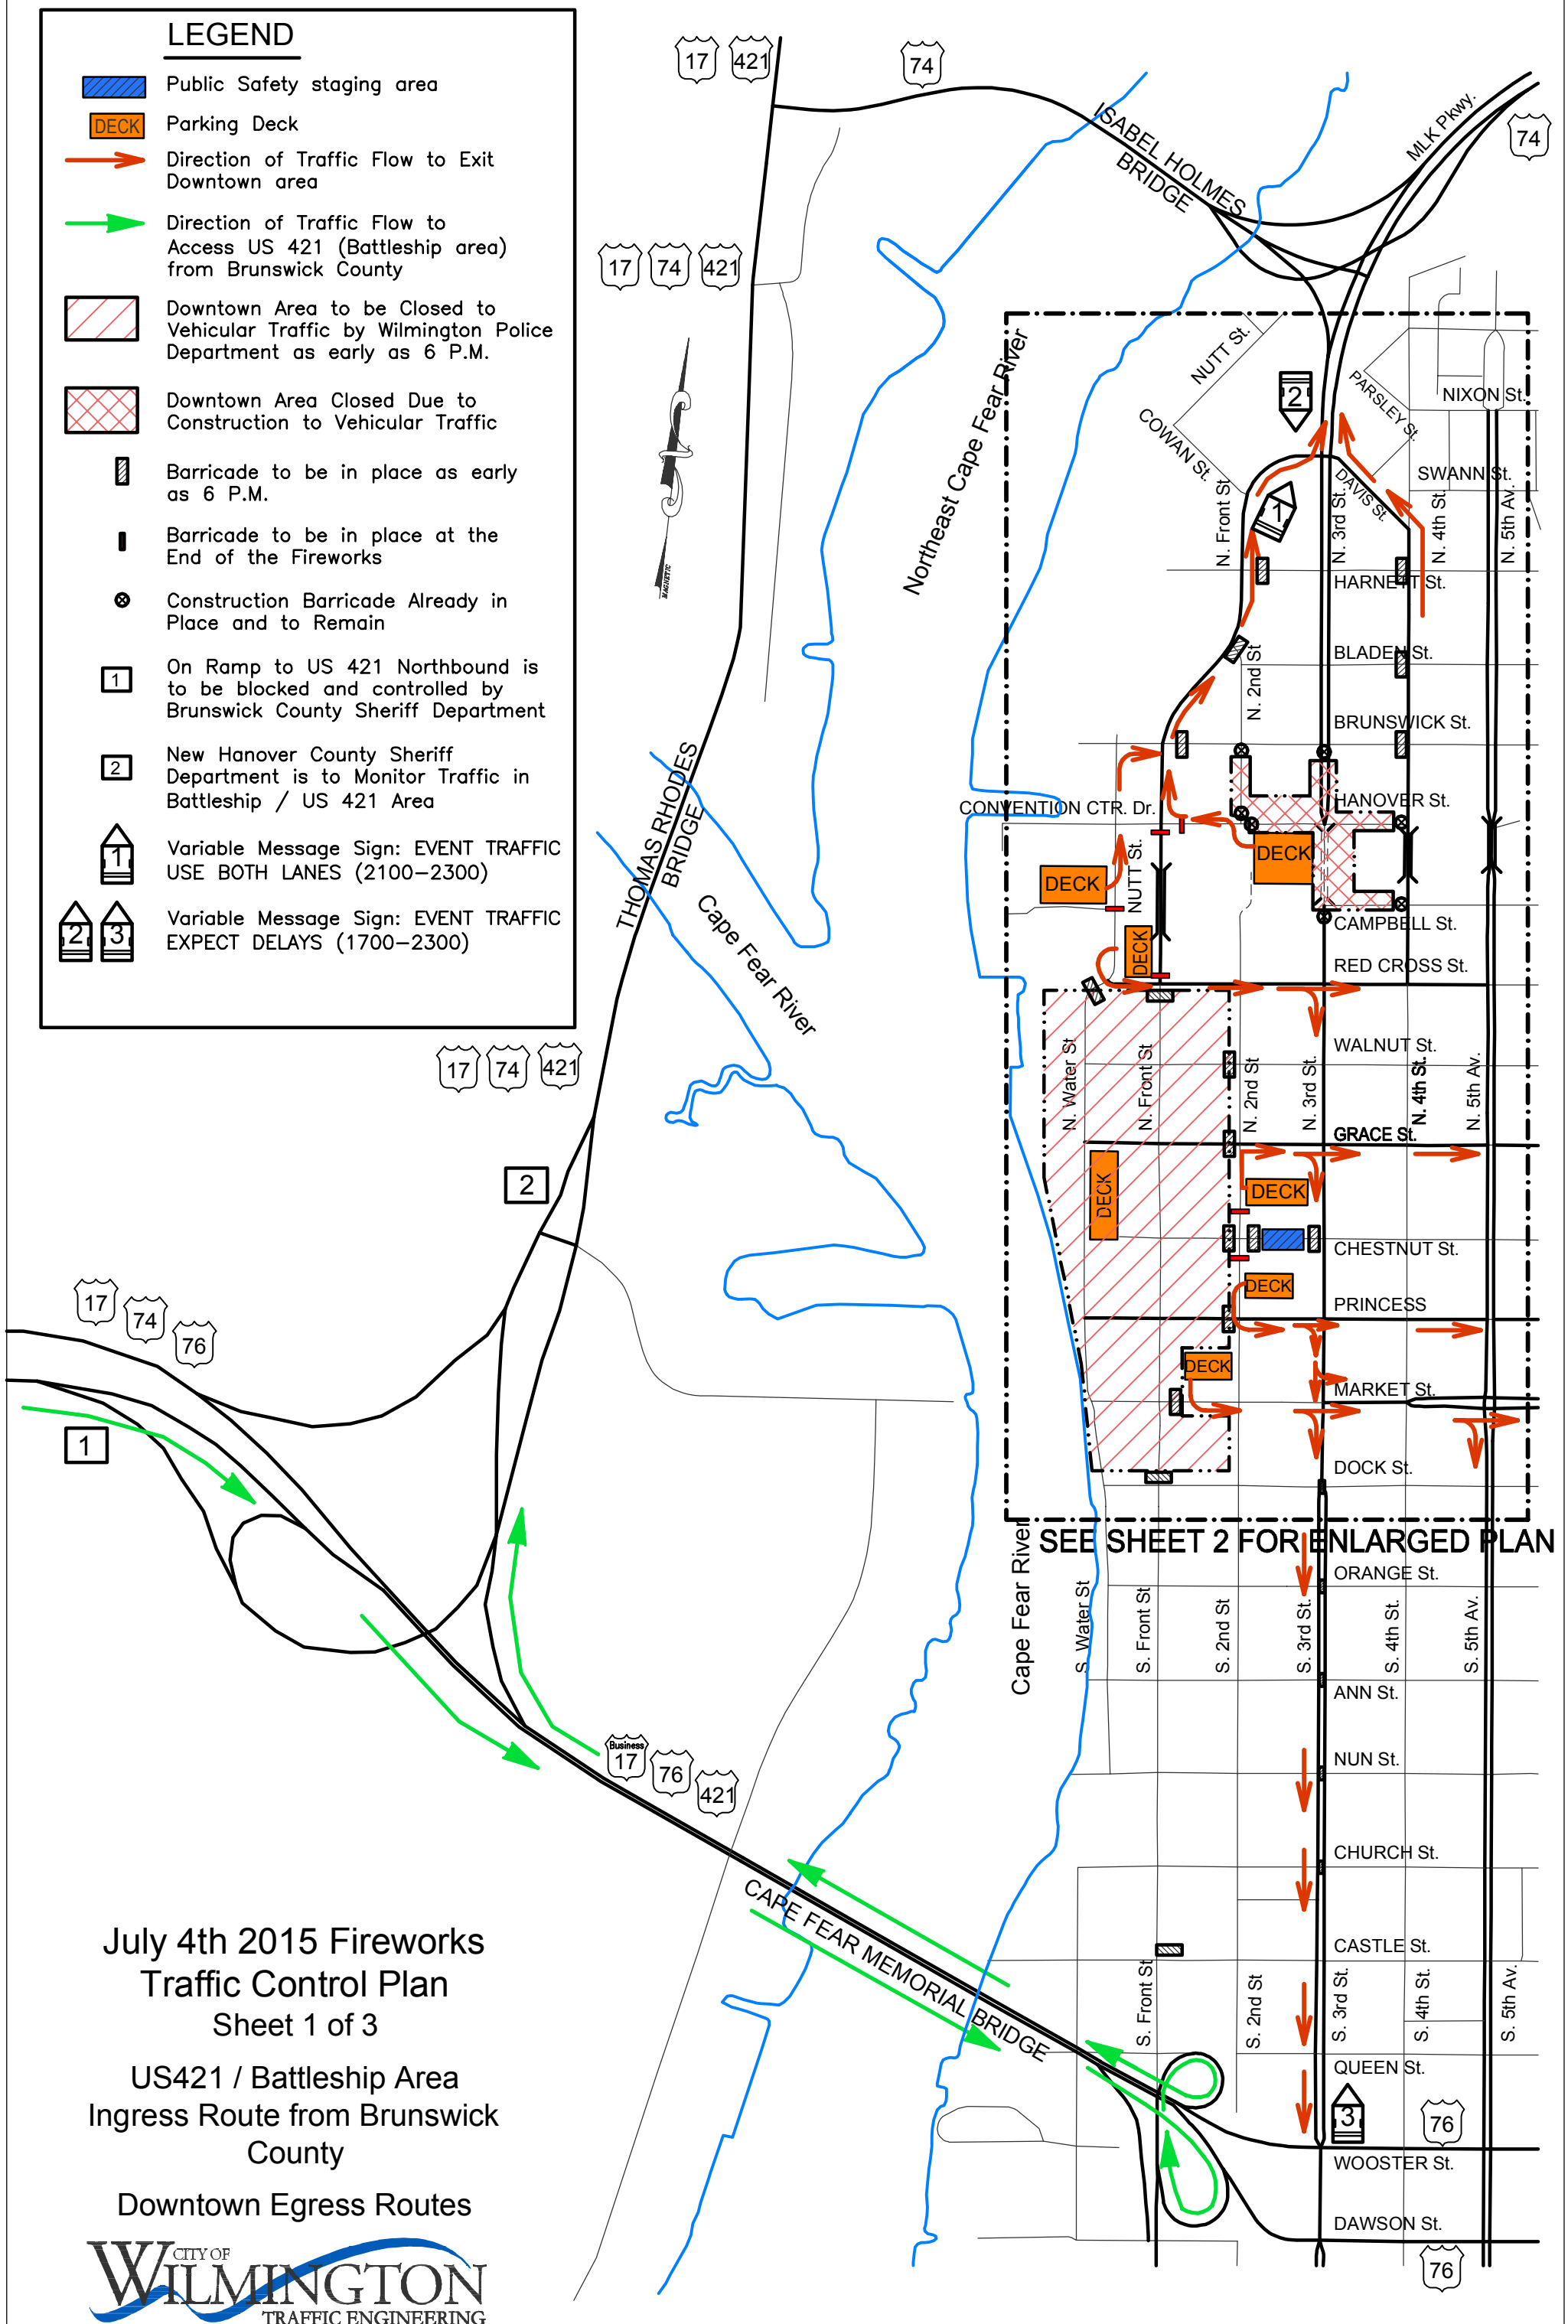 LEGEND
Public Safety staging area
DECK
Parking Deck
Direction of Traffic Flow to Exit
Downtown area
Direction of Traffic Flow to
Access US 421 (Battleship area)
from Brunswick County
Downtown Area to be Closed to
Vehicular Traffic by Wilmington Police
Department as early as 6 P.M.
Downtown Area Closed Due to
Construction to Vehicular Traffic
Barricade to be in place as early
as 6 P.M.
Barricade to be in place at the
End of the Fireworks
Construction Barricade Already in
Place and to Remain
1
On Ramp to US 421 Northbound is
to be blocked and controlled by
Brunswick County Sheriff Department
2
New Hanover County Sheriff
Department is to Monitor Traffic in
Battleship / US 421 Area
1
Variable Message Sign: EVENT TRAFFIC
USE BOTH LANES (2100-2300)
2 3
Variable Message Sign: EVENT TRAFFIC
EXPECT DELAYS (1700-2300)
17 421
74
ISABEL HOLMES
BRIDGE
MLK Pkwy.
74
17 74 421
MAGNETIC
Northeast Cape Fear River
NUTT St.
COWAN St.
2
PARSLEY St.
NIXON St.
SWANN St.
DAVIS St.
1
N. Front St
N. 3rd St.
N. 4th St.
N. 5th Av.
HARNETT St.
BLADEN St.
N. 2nd St
BRUNSWICK St.
THOMAS RHODES
BRIDGE
Cape Fear River
CONVENTION CTR. Dr.
HANOVER St.
DECK
DECK
NUTT St.
DECK
CAMPBELL St.
RED CROSS St.
WALNUT St.
N. Water St
N. Front St
N. 2nd St
N. 3rd St.
N. 4th St.
N. 5th Av.
GRACE St.
DECK
DECK
CHESTNUT St.
DECK
PRINCESS
DECK
MARKET St.
DOCK St.
SEE SHEET 2 FOR ENLARGED PLAN
17 74 421
2
17 74 76
1
Cape Fear River
ORANGE St.
S. Water St
S. Front St
S. 2nd St
S. 3rd St.
S. 4th St.
S. 5th Av.
ANN St.
NUN St.
CHURCH St.
CASTLE St.
Business 17 76 421
CAPE FEAR MEMORIAL BRIDGE
S. Front St
S. 2nd St
S. 3rd St.
S. 4th St.
S. 5th Av.
QUEEN St.
3
76
WOOSTER St.
DAWSON St.
76
July 4th 2015 Fireworks
Traffic Control Plan
Sheet 1 of 3
US421 / Battleship Area
Ingress Route from Brunswick
County
Downtown Egress Routes
CITY OF
WILMINGTON
TRAFFIC ENGINEERING